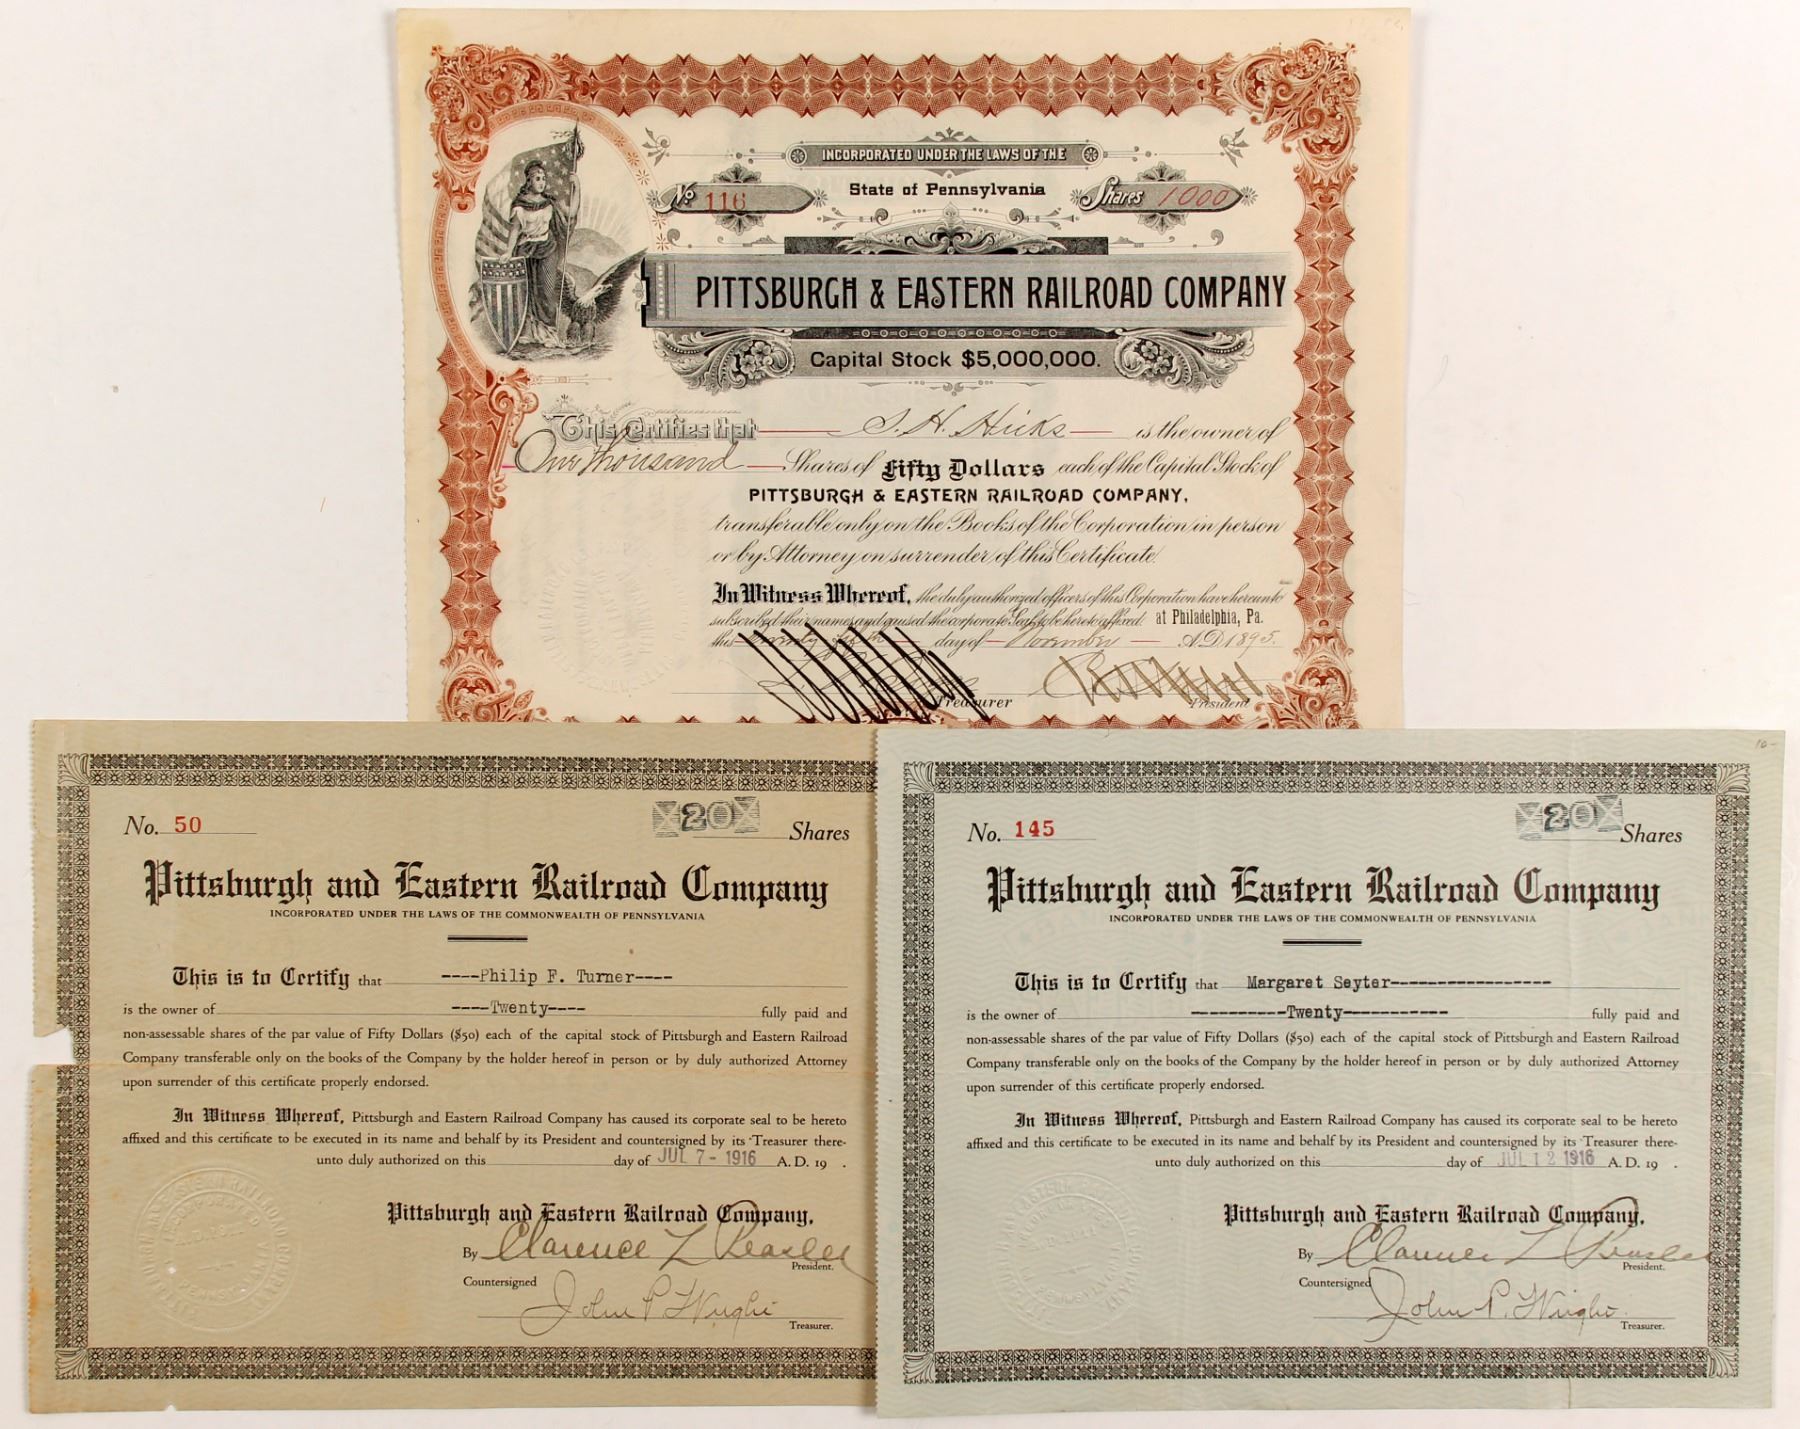 INCORPORATED UNDER THE LAWS OF THE
No 116
State of Pennsylvania
Shares 1000
PITTSBURGH & EASTERN RAILROAD COMPANY
Capital Stock $5,000,000.
This Certifies that S. H. Hicks is the owner of
One thousand Shares of Fifty Dollars each of the Capital Stock of
PITTSBURGH & EASTERN RAILROAD COMPANY,
transferable only on the Books of the Corporation in person
or by Attorney on surrender of this Certificate.
In Witness Whereof, the duly authorized officers of this Corporation have hereunto
subscribed their names and caused the corporate Seal to be hereto affixed at Philadelphia, Pa.
this twenty fifth day of November A.D. 1895.
Treasurer
President
No. 50
20
Shares
Pittsburgh and Eastern Railroad Company
INCORPORATED UNDER THE LAWS OF THE COMMONWEALTH OF PENNSYLVANIA
This is to Certify that ----Philip F. Turner----
is the owner of ----Twenty---- fully paid and
non-assessable shares of the par value of Fifty Dollars ($50) each of the capital stock of Pittsburgh and Eastern Railroad
Company transferable only on the books of the Company by the holder hereof in person or by duly authorized Attorney
upon surrender of this certificate properly endorsed.
In Witness Whereof, Pittsburgh and Eastern Railroad Company has caused its corporate seal to be hereto
affixed and this certificate to be executed in its name and behalf by its President and countersigned by its Treasurer there-
unto duly authorized on this day of JUL 7 - 1916 A. D. 19 .
Pittsburgh and Eastern Railroad Company,
By Clarence L Peaslee
President.
Countersigned
John P. Wright
Treasurer.
10-
No. 145
20
Shares
Pittsburgh and Eastern Railroad Company
INCORPORATED UNDER THE LAWS OF THE COMMONWEALTH OF PENNSYLVANIA
This is to Certify that Margaret Seyter-----------------
is the owner of ----------Twenty----------- fully paid and
non-assessable shares of the par value of Fifty Dollars ($50) each of the capital stock of Pittsburgh and Eastern Railroad
Company transferable only on the books of the Company by the holder hereof in person or by duly authorized Attorney
upon surrender of this certificate properly endorsed.
In Witness Whereof, Pittsburgh and Eastern Railroad Company has caused its corporate seal to be hereto
affixed and this certificate to be executed in its name and behalf by its President and countersigned by its Treasurer there-
unto duly authorized on this day of JUL 12 1916 A. D. 19 .
Pittsburgh and Eastern Railroad Company,
By Clarence L Peaslee
President.
Countersigned
John P. Wright
Treasurer.